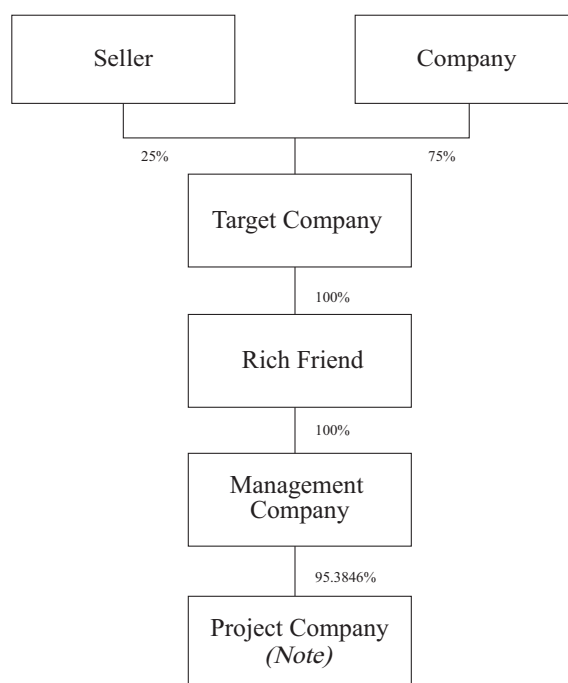 Seller
Company
25%
75%
Target Company
100%
Rich Friend
100%
Management
Company
95.3846%
Project Company
(Note)